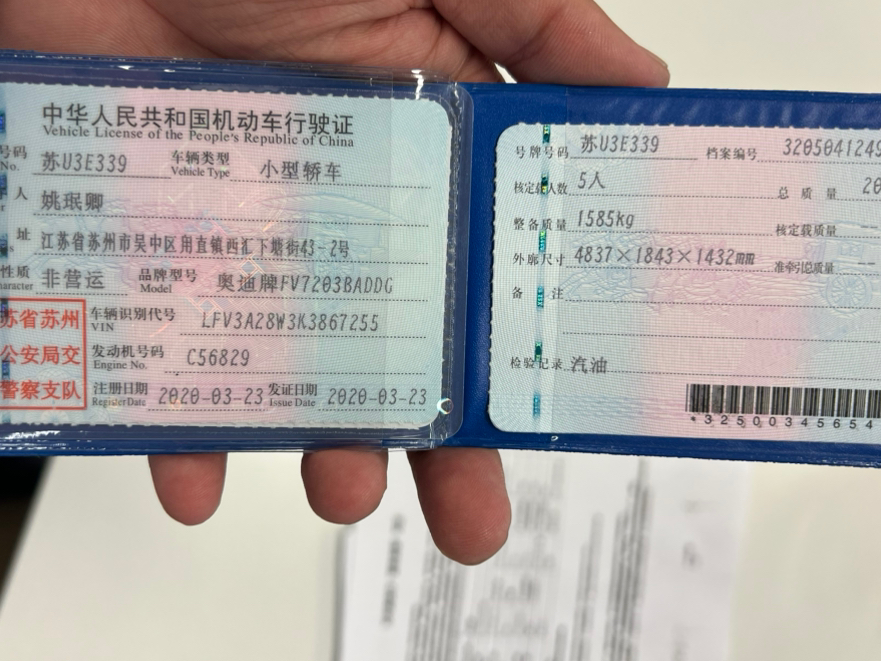 中华人民共和国机动车行驶证
Vehicle License of the People's Republic of China
号码 苏U3E339 车辆类型 小型轿车
No. Vehicle Type
人 姚珉卿
址 江苏省苏州市吴中区甪直镇西汇下塘街43-2号
性质 非营运 品牌型号 奥迪牌FV7203BADDG
aracter Model
苏省苏州
公安局交
警察支队
车辆识别代号 LFV3A28W3K3867255
VIN
发动机号码 C56829
Engine No.
注册日期 2020-03-23 发证日期 2020-03-23
Register Date Issue Date
号牌号码 苏U3E339 档案编号 3205041249
核定载人数 5人 总质量 20
整备质量 1585kg 核定载质量 --
外廓尺寸 4837×1843×1432mm 准牵引总质量 --
备注
检验记录 汽油
*32500345654